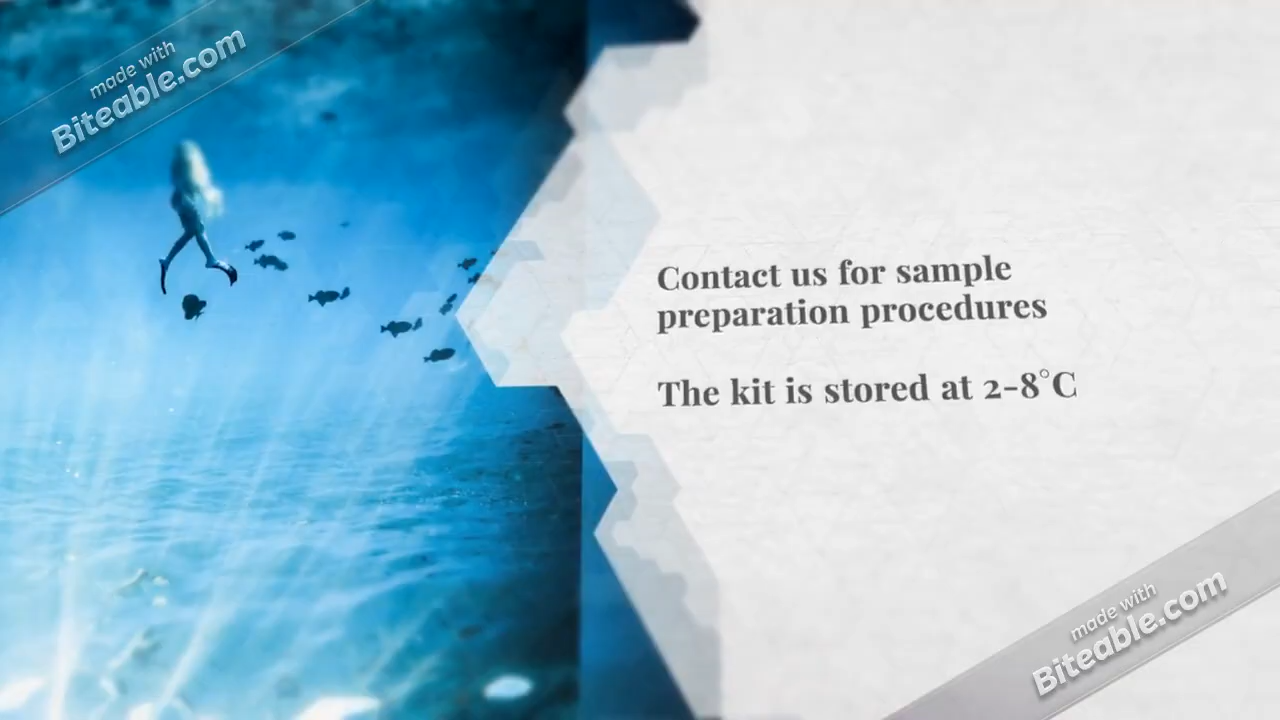 made with
Biteable.com
Contact us for sample
preparation procedures
The kit is stored at 2-8°C
made with
Biteable.com